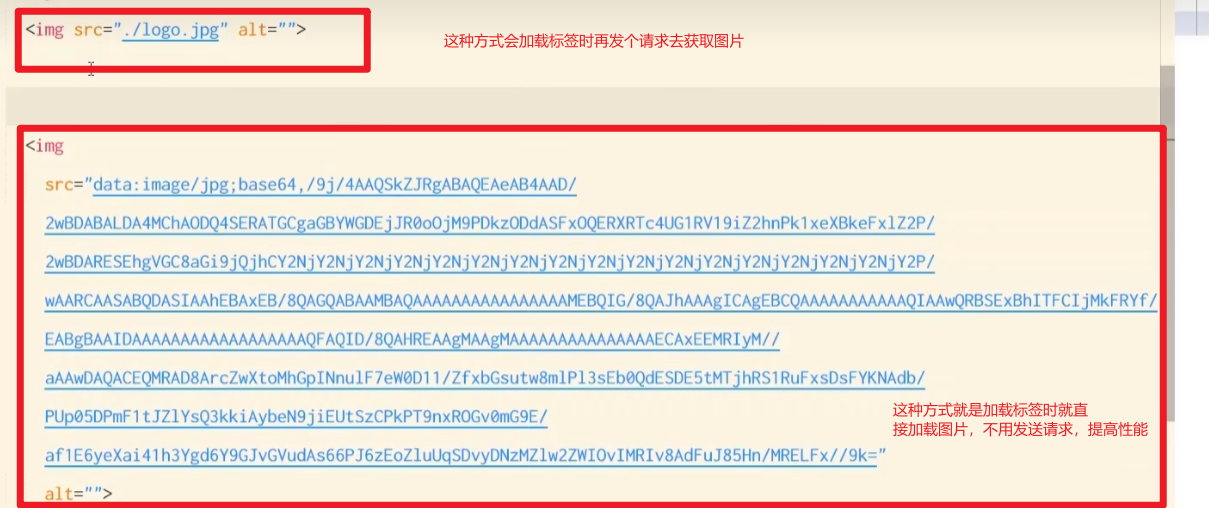 <img src="./logo.jpg" alt="">
这种方式会加载标签时再发个请求去获取图片
<img
src="data:image/jpg;base64,/9j/4AAQSkZJRgABAQEAeAB4AAD/
2wBDABALDA4MChAODQ4SERATGCgaGBYWGDEjJR0oOjM9PDkzODdASFxOQERXRTc4UG1RV19iZ2hnPk1xeXBkeFxlZ2P/
2wBDARESEhgVGC8aGi9jQjhCY2NjY2NjY2NjY2NjY2NjY2NjY2NjY2NjY2NjY2NjY2NjY2NjY2NjY2NjY2NjY2NjY2P/
wAARCAASABQDASIAAhEBAxEB/8QAGQABAAMBAQAAAAAAAAAAAAAAAAMEBQIG/8QAJhAAAgICAgEBCQAAAAAAAAAAAQIAAwQRBSExBhITFCIjMkFRYf/
EABgBAAIDAAAAAAAAAAAAAAAAAAQFAQID/8QAHREAAgMAAgMAAAAAAAAAAAAAAAECAxEEMRIyM//
aAAwDAQACEQMRAD8ArcZwXtoMhGpINnulF7eW0D11/ZfxbGsutw8mlPl3sEb0QdESDE5tMTjhRS1RuFxsDsFYKNAdb/
PUp05DPmF1tJZlYsQ3kkiAybeN9jiEUtSzCPkPT9nxROGv0mG9E/
af1E6yeXai41h3Ygd6Y9GJvGVudAs66PJ6zEoZluUqSDvyDNzMZlw2ZWIOvIMRIv8AdFuJ85Hn/MRELFx//9k="
这种方式就是加载标签时就直
接加载图片，不用发送请求，提高性能
alt="">